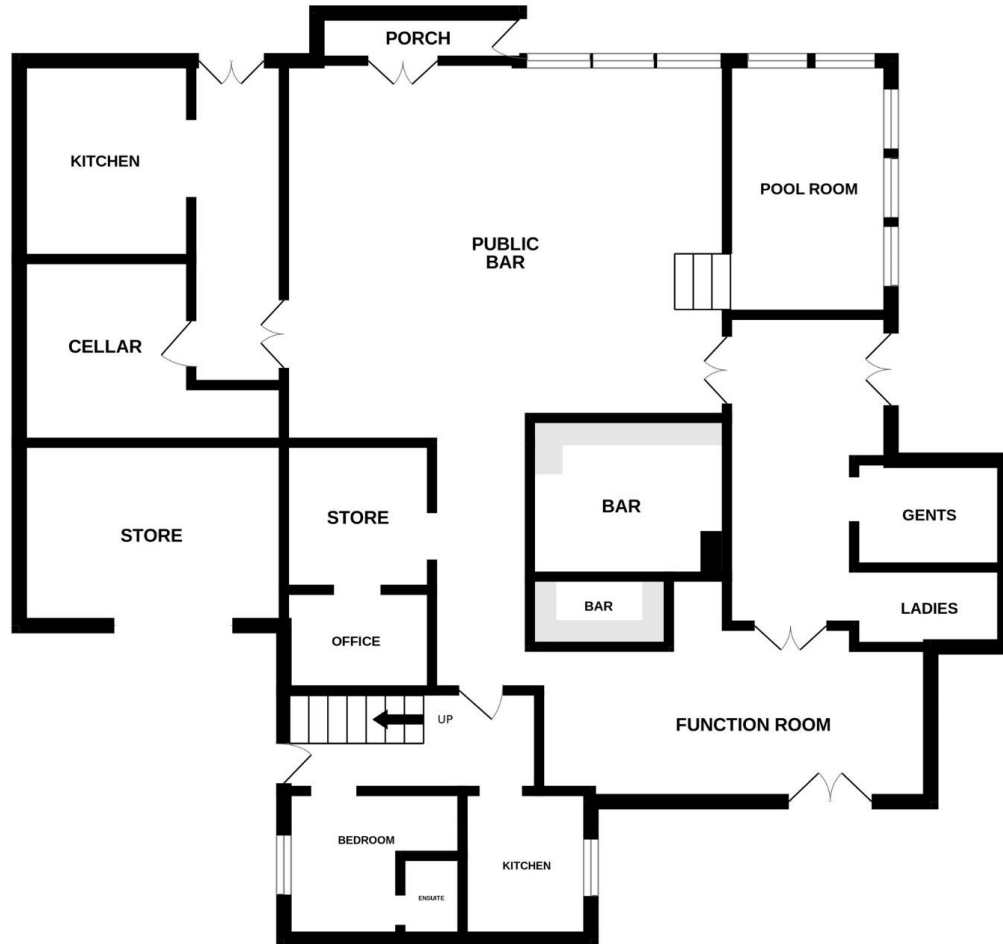 PORCH
KITCHEN
POOL ROOM
PUBLIC
BAR
CELLAR
BAR
GENTS
STORE
STORE
BAR
LADIES
OFFICE
UP
FUNCTION ROOM
BEDROOM
KITCHEN
ENSUITE